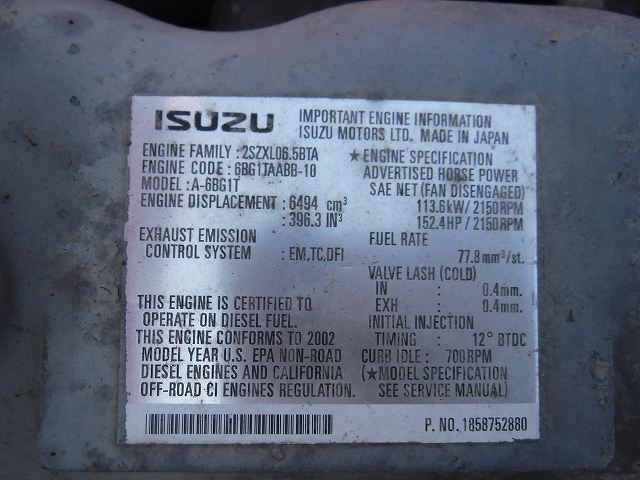 ISUZU
IMPORTANT ENGINE INFORMATION
ISUZU MOTORS LTD. MADE IN JAPAN
ENGINE FAMILY : 2SZXL06.5BTA
ENGINE CODE : 6BG1TAABB-10
MODEL : A-6BG1T
ENGINE DISPLACEMENT : 6494 cm³
: 396.3 IN³
EXHAUST EMISSION
CONTROL SYSTEM : EM,TC,DFI
THIS ENGINE IS CERTIFIED TO
OPERATE ON DIESEL FUEL.
THIS ENGINE CONFORMS TO 2002
MODEL YEAR U.S. EPA NON-ROAD
DIESEL ENGINES AND CALIFORNIA
OFF-ROAD CI ENGINES REGULATION.
★ENGINE SPECIFICATION
ADVERTISED HORSE POWER
SAE NET (FAN DISENGAGED)
113.6kW / 2150RPM
152.4HP / 2150RPM
FUEL RATE
77.8mm³/st.
VALVE LASH (COLD)
IN : 0.4mm.
EXH : 0.4mm.
INITIAL INJECTION
TIMING : 12° BTDC
CURB IDLE : 700RPM
(★MODEL SPECIFICATION
SEE SERVICE MANUAL)
P. NO.1858752880